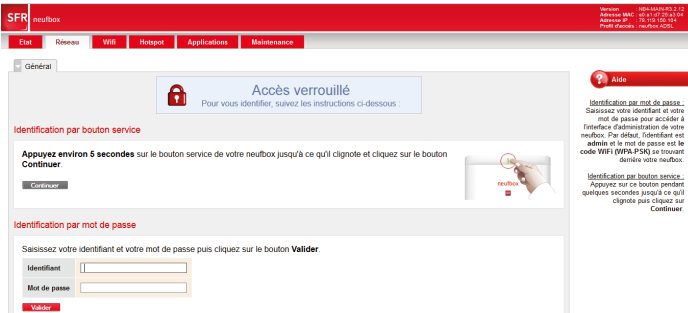 SFR neufbox
Version : NB4-MAIN-R3.2.12
Adresse MAC : e0:a1:d7:26:a3:04
Adresse IP : 78.119.150.104
Profil d'accès : neufbox ADSL
Etat Réseau Wifi Hotspot Applications Maintenance
Général
Accès verrouillé
Pour vous identifier, suivez les instructions ci-dessous :
Identification par bouton service
Appuyez environ 5 secondes sur le bouton service de votre neufbox jusqu'à ce qu'il clignote et cliquez sur le bouton
Continuer.
Continuer
neufbox
Identification par mot de passe
Saisissez votre identifiant et votre mot de passe puis cliquez sur le bouton Valider.
Identifiant
Mot de passe
Valider
? Aide
Identification par mot de passe :
Saisissez votre identifiant et votre
mot de passe pour accéder à
l'interface d'administration de votre
neufbox. Par défaut, l'identifiant est
admin et le mot de passe est le
code WiFi (WPA-PSK) se trouvant
derrière votre neufbox.
Identification par bouton service :
Appuyez sur ce bouton pendant
quelques secondes jusqu'à ce qu'il
clignote puis cliquez sur
Continuer.